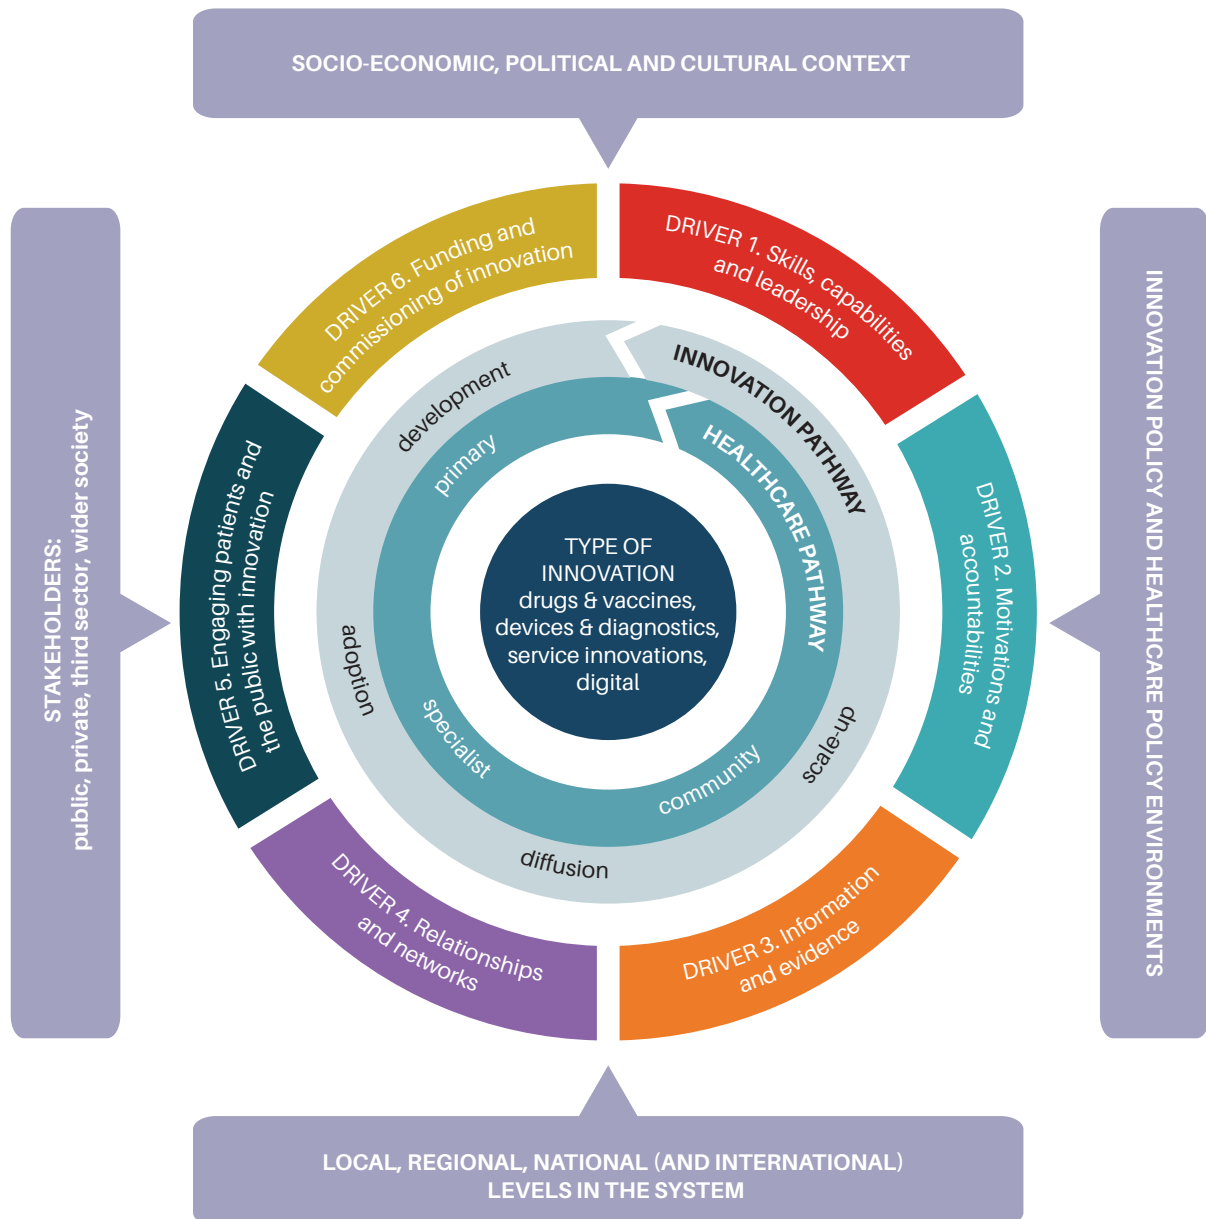 SOCIO-ECONOMIC, POLITICAL AND CULTURAL CONTEXT
DRIVER 1. Skills, capabilities
and leadership
DRIVER 2. Motivations and
accountabilities
DRIVER 3. Information
and evidence
DRIVER 4. Relationships
and networks
DRIVER 5. Engaging patients and
the public with innovation
DRIVER 6. Funding and
commissioning of innovation
INNOVATION PATHWAY
development
adoption
diffusion
scale-up
HEALTHCARE PATHWAY
primary
specialist
community
TYPE OF
INNOVATION
drugs & vaccines,
devices & diagnostics,
service innovations,
digital
STAKEHOLDERS:
public, private, third sector, wider society
INNOVATION POLICY AND HEALTHCARE POLICY ENVIRONMENTS
LOCAL, REGIONAL, NATIONAL (AND INTERNATIONAL)
LEVELS IN THE SYSTEM